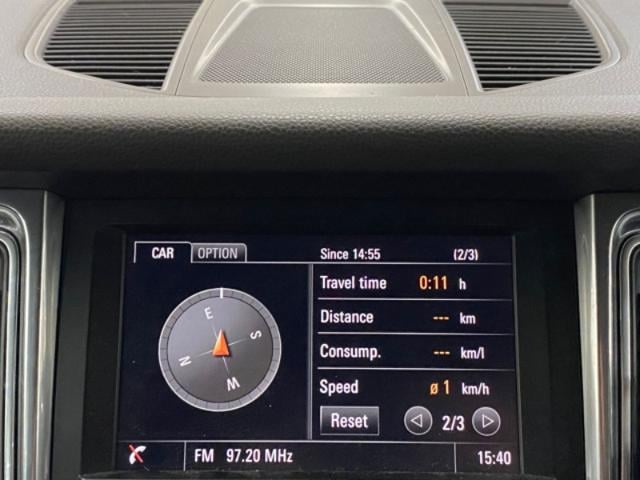 CAR OPTION Since 14:55 (2/3)
Travel time 0:11 h
Distance --- km
Consump. --- km/l
Speed ø 1 km/h
Reset 2/3
E
S
N
W
FM 97.20 MHz 15:40